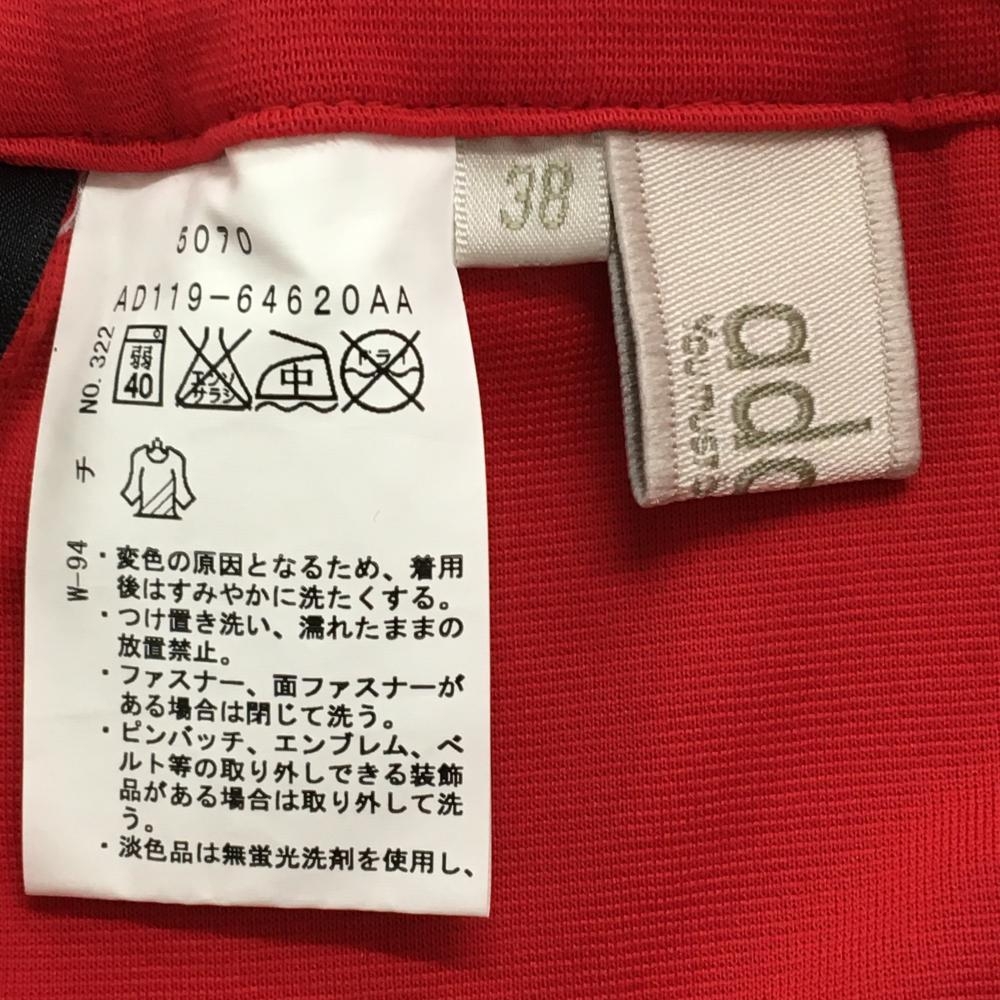 5070
AD119-64620AA
弱
40
エンソ
サラシ
中
ドライ
NO. 322
チ
W-94
・変色の原因となるため、着用
後はすみやかに洗たくする。
・つけ置き洗い、濡れたままの
放置禁止。
・ファスナー、面ファスナーが
ある場合は閉じて洗う。
・ピンバッチ、エンブレム、ベ
ルト等の取り外しできる装飾
品がある場合は取り外して洗
う。
・淡色品は無蛍光洗剤を使用し、
38
add
YOU MUST